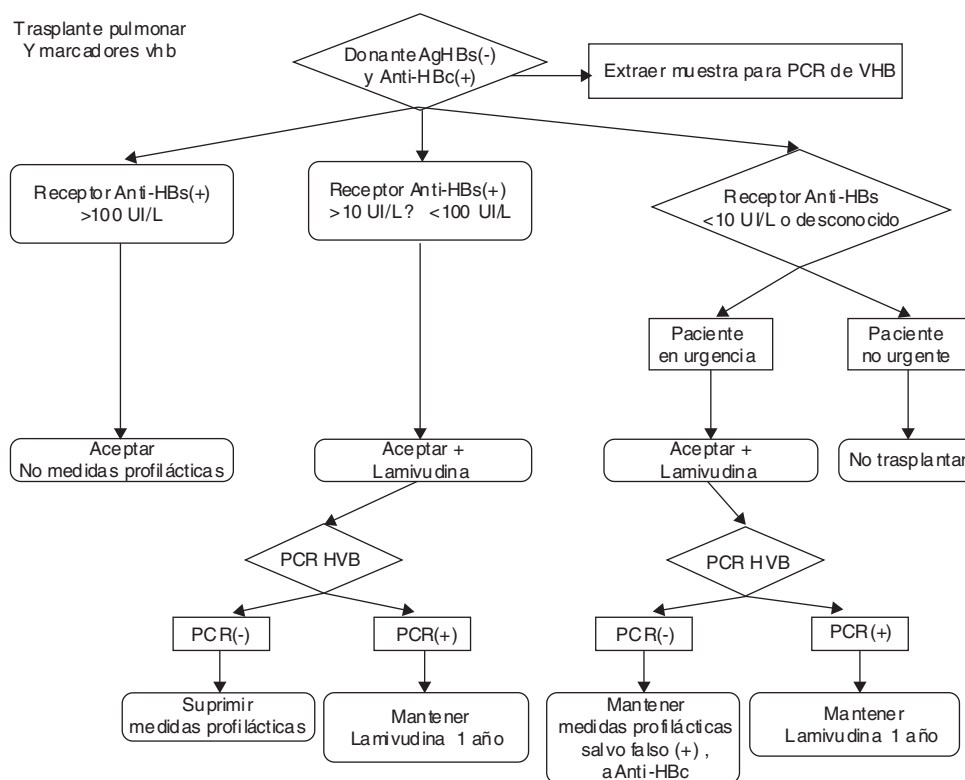 Trasplante pulmonar
Y marcadores vhb
Donante AgHBs(-)
y Anti-HBc(+)
Extraer muestra para PCR de VHB
Receptor Anti-HBs(+)
>100 UI/L
Receptor Anti-HBs(+)
>10 UI/L? <100 UI/L
Receptor Anti-HBs
<10 UI/L o desconocido
Paciente
en urgencia
Paciente
no urgente
Aceptar
No medidas profilácticas
Aceptar +
Lamivudina
Aceptar +
Lamivudina
No trasplantar
PCR HVB
PCR HVB
PCR(-)
PCR(+)
PCR(-)
PCR(+)
Suprimir
medidas profilácticas
Mantener
Lamivudina 1 año
Mantener
medidas profilácticas
salvo falso (+) ,
a Anti-HBc
Mantener
Lamivudina 1 año